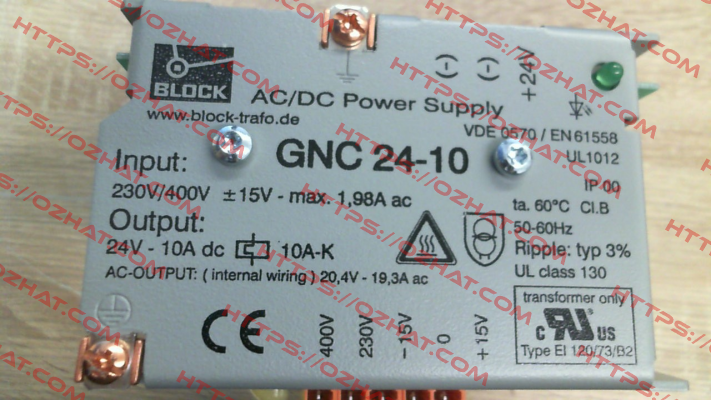 BLOCK
www.block-trafo.de
AC/DC Power Supply
+24V
VDE 0570 / EN 61558
GNC 24-10
UL1012
Input:
IP 00
230V/400V ±15V - max. 1,98A ac
ta. 60°C Cl.B
Output:
50-60Hz
24V - 10A dc 10A-K
Ripple: typ 3%
AC-OUTPUT: ( internal wiring ) 20,4V - 19,3A ac
UL class 130
CE
400V
230V
-15V
0
+15V
transformer only
c RU US
Type EI 120/73/B2
HTTPS://OZHAT.COM